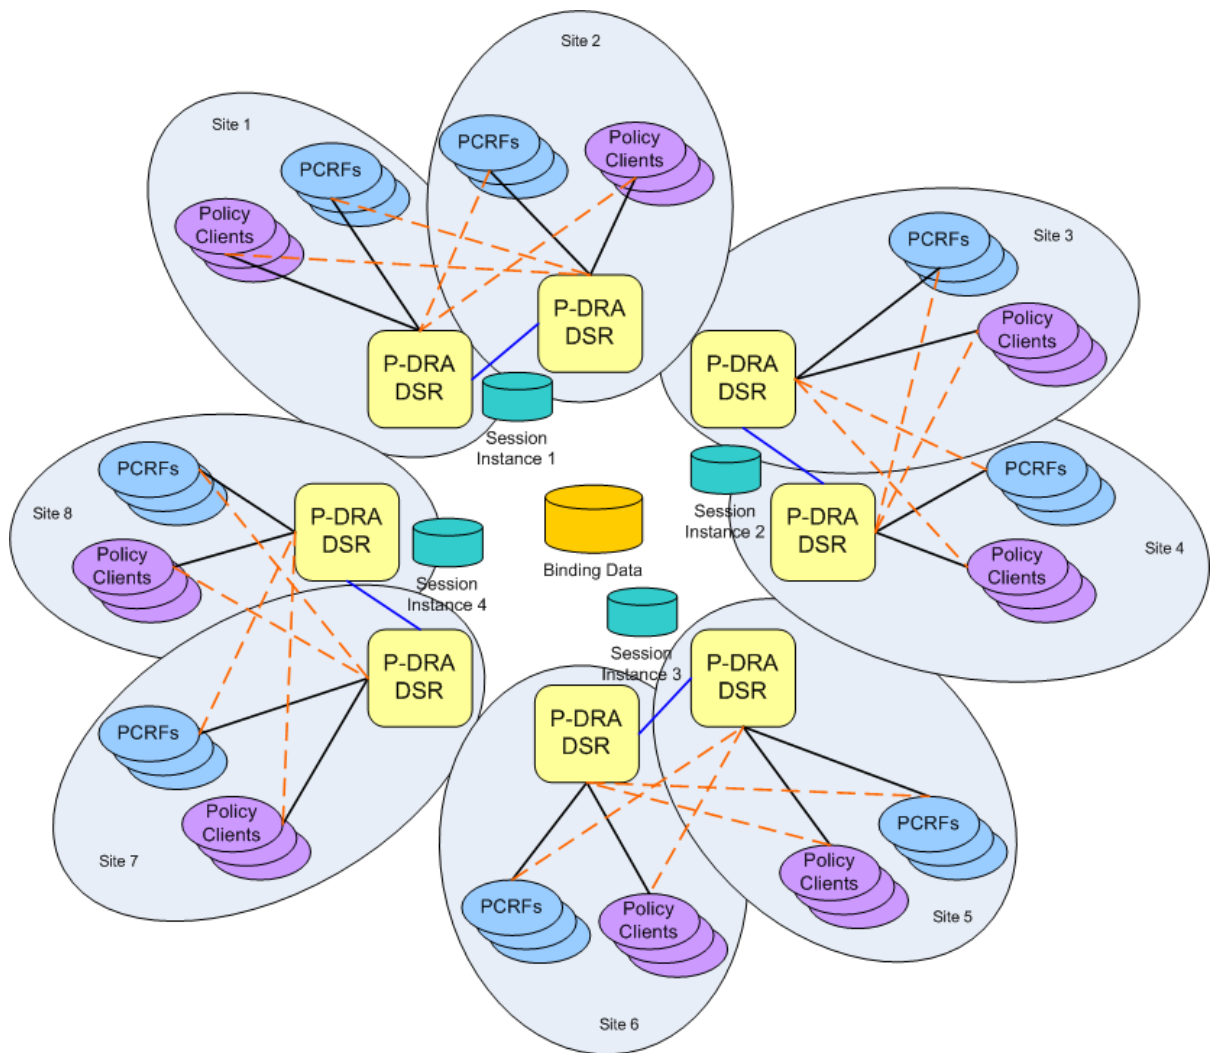 Site 2
Site 1
PCRFs
Policy
Clients
PCRFs
Policy
Clients
P-DRA
DSR
P-DRA
DSR
Session
Instance 1
Site 3
PCRFs
Policy
Clients
P-DRA
DSR
PCRFs
Site 4
Policy
Clients
P-DRA
DSR
Session
Instance 2
Binding Data
PCRFs
Site 8
Policy
Clients
P-DRA
DSR
Session
Instance 4
P-DRA
DSR
PCRFs
Policy
Clients
Site 7
Session
Instance 3
P-DRA
DSR
P-DRA
DSR
PCRFs
Policy
Clients
Site 5
PCRFs
Policy
Clients
Site 6